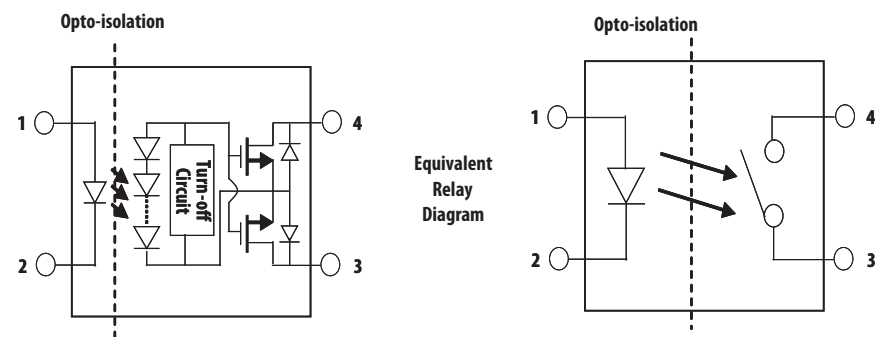 Opto-isolation
1
4
Turn-off
Circuit
2
3
Equivalent
Relay
Diagram
Opto-isolation
1
4
2
3